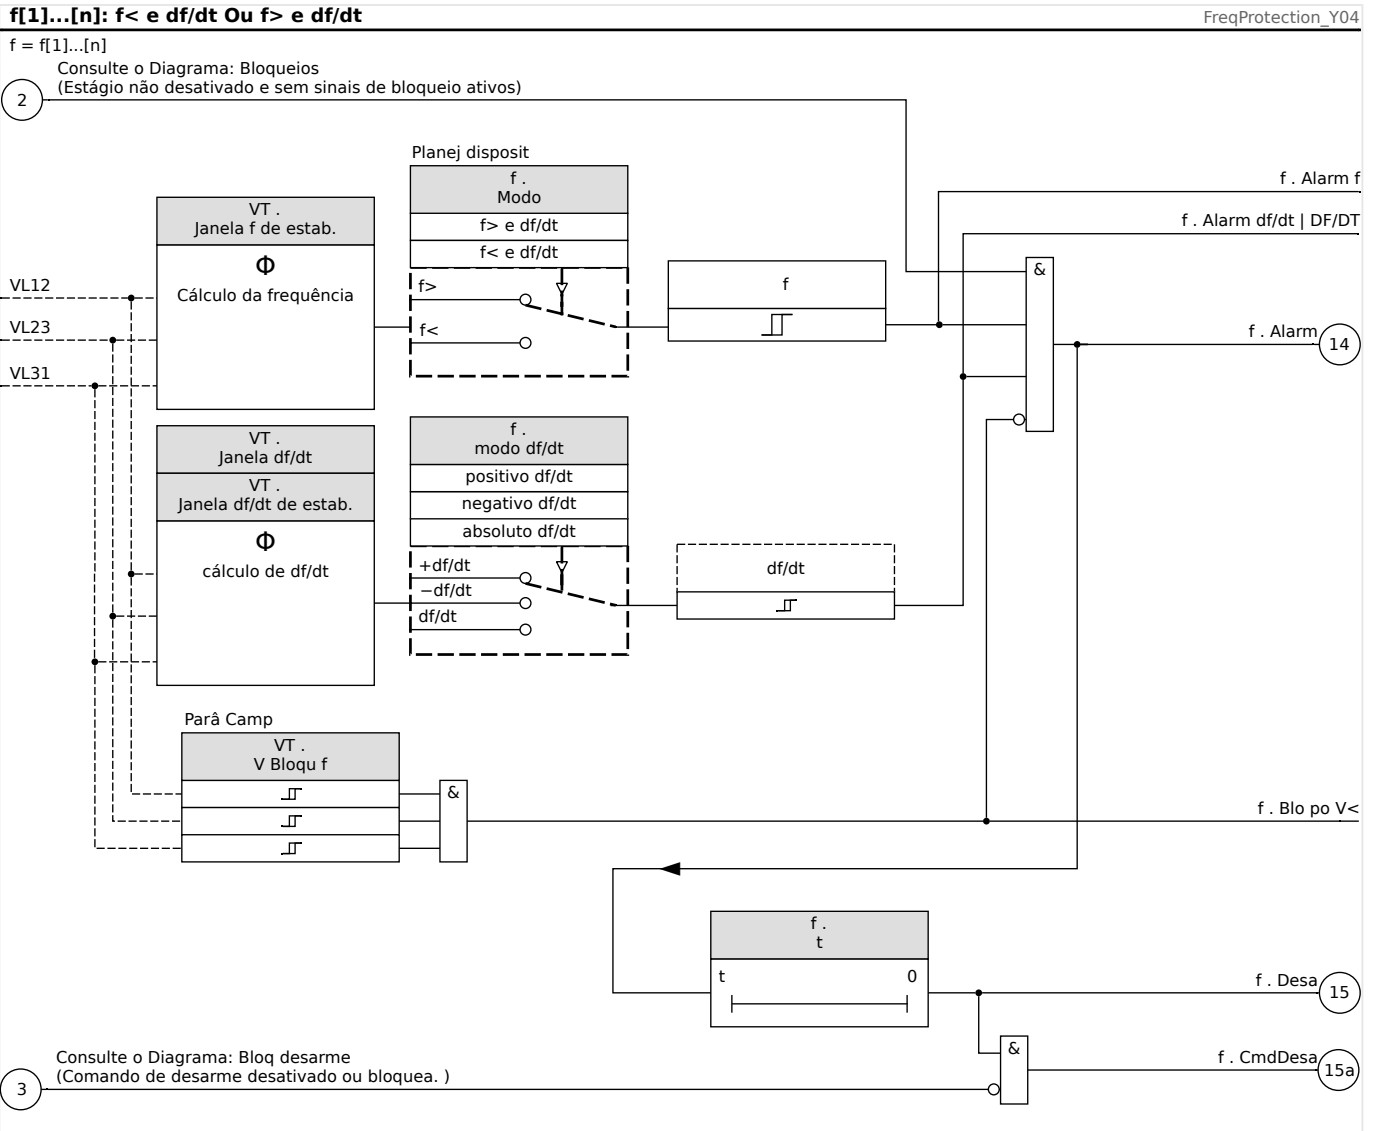 f[1]...[n]: f< e df/dt Ou f> e df/dt
FreqProtection_Y04
f = f[1]...[n]
Consulte o Diagrama: Bloqueios
(Estágio não desativado e sem sinais de bloqueio ativos)
2
Planej disposit
f .
Modo
f> e df/dt
f< e df/dt
f>
f<
VT .
Janela f de estab.
Φ
Cálculo da frequência
VL12
VL23
VL31
f
f . Alarm f
f . Alarm df/dt | DF/DT
&
f . Alarm
14
VT .
Janela df/dt
VT .
Janela df/dt de estab.
Φ
cálculo de df/dt
f .
modo df/dt
positivo df/dt
negativo df/dt
absoluto df/dt
+df/dt
−df/dt
df/dt
df/dt
Parâ Camp
VT .
V Bloqu f
&
f . Blo po V<
f .
t
t
0
f . Desa
15
Consulte o Diagrama: Bloq desarme
(Comando de desarme desativado ou bloquea. )
3
&
f . CmdDesa
15a